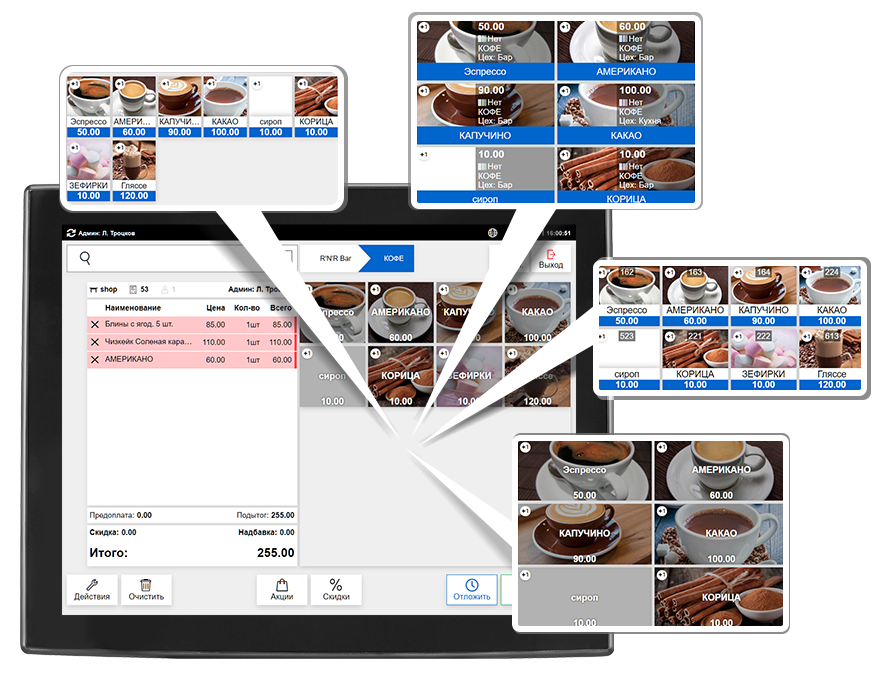 +1 +1 +1 +1 +1 +1
Эспрессо АМЕРИ... КАПУЧИ... КАКАО сироп КОРИЦА
50.00 60.00 90.00 100.00 10.00 10.00
+1 +1
ЗЕФИРКИ Гляссе
10.00 120.00
+1 50.00 +1 60.00
Нет Нет
КОФЕ КОФЕ
Цех: Бар Цех: Бар
Эспрессо АМЕРИКАНО
+1 90.00 +1 100.00
Нет Нет
КОФЕ КОФЕ
Цех: Бар Цех: Кухня
КАПУЧИНО КАКАО
+1 10.00 +1 10.00
Нет Нет
КОФЕ КОФЕ
Цех: Бар Цех: Бар
сироп КОРИЦА
Админ: Л. Троцков
16:00:51
R'N'R Bar КОФЕ
Выход
shop 53 1 Админ: Л.
Наименование Цена Кол-во Всего
Блины с ягод. 5 шт. 85.00 1шт 85.00
Чизкейк Соленая кара... 110.00 1шт 110.00
АМЕРИКАНО 60.00 1шт 60.00
Предоплата: 0.00 Подытог: 255.00
Скидка: 0.00 Надбавка: 0.00
Итого: 255.00
Действия Очистить Акции Скидки Отложить
+1 АМЕРИКАНО +1 КАКАО
60.00 100.00
+1 сироп +1 КОРИЦА +1 ЗЕФИРКИ
10.00 10.00 10.00 120.00
+1 162 +1 163 +1 164 +1 224
Эспрессо АМЕРИКАНО КАПУЧИНО КАКАО
50.00 60.00 90.00 100.00
+1 523 +1 221 +1 222 +1 613
сироп КОРИЦА ЗЕФИРКИ Гляссе
10.00 10.00 10.00 120.00
+1 +1
Эспрессо АМЕРИКАНО
50.00 60.00
+1 +1
КАПУЧИНО КАКАО
90.00 100.00
+1 +1
сироп КОРИЦА
10.00 10.00